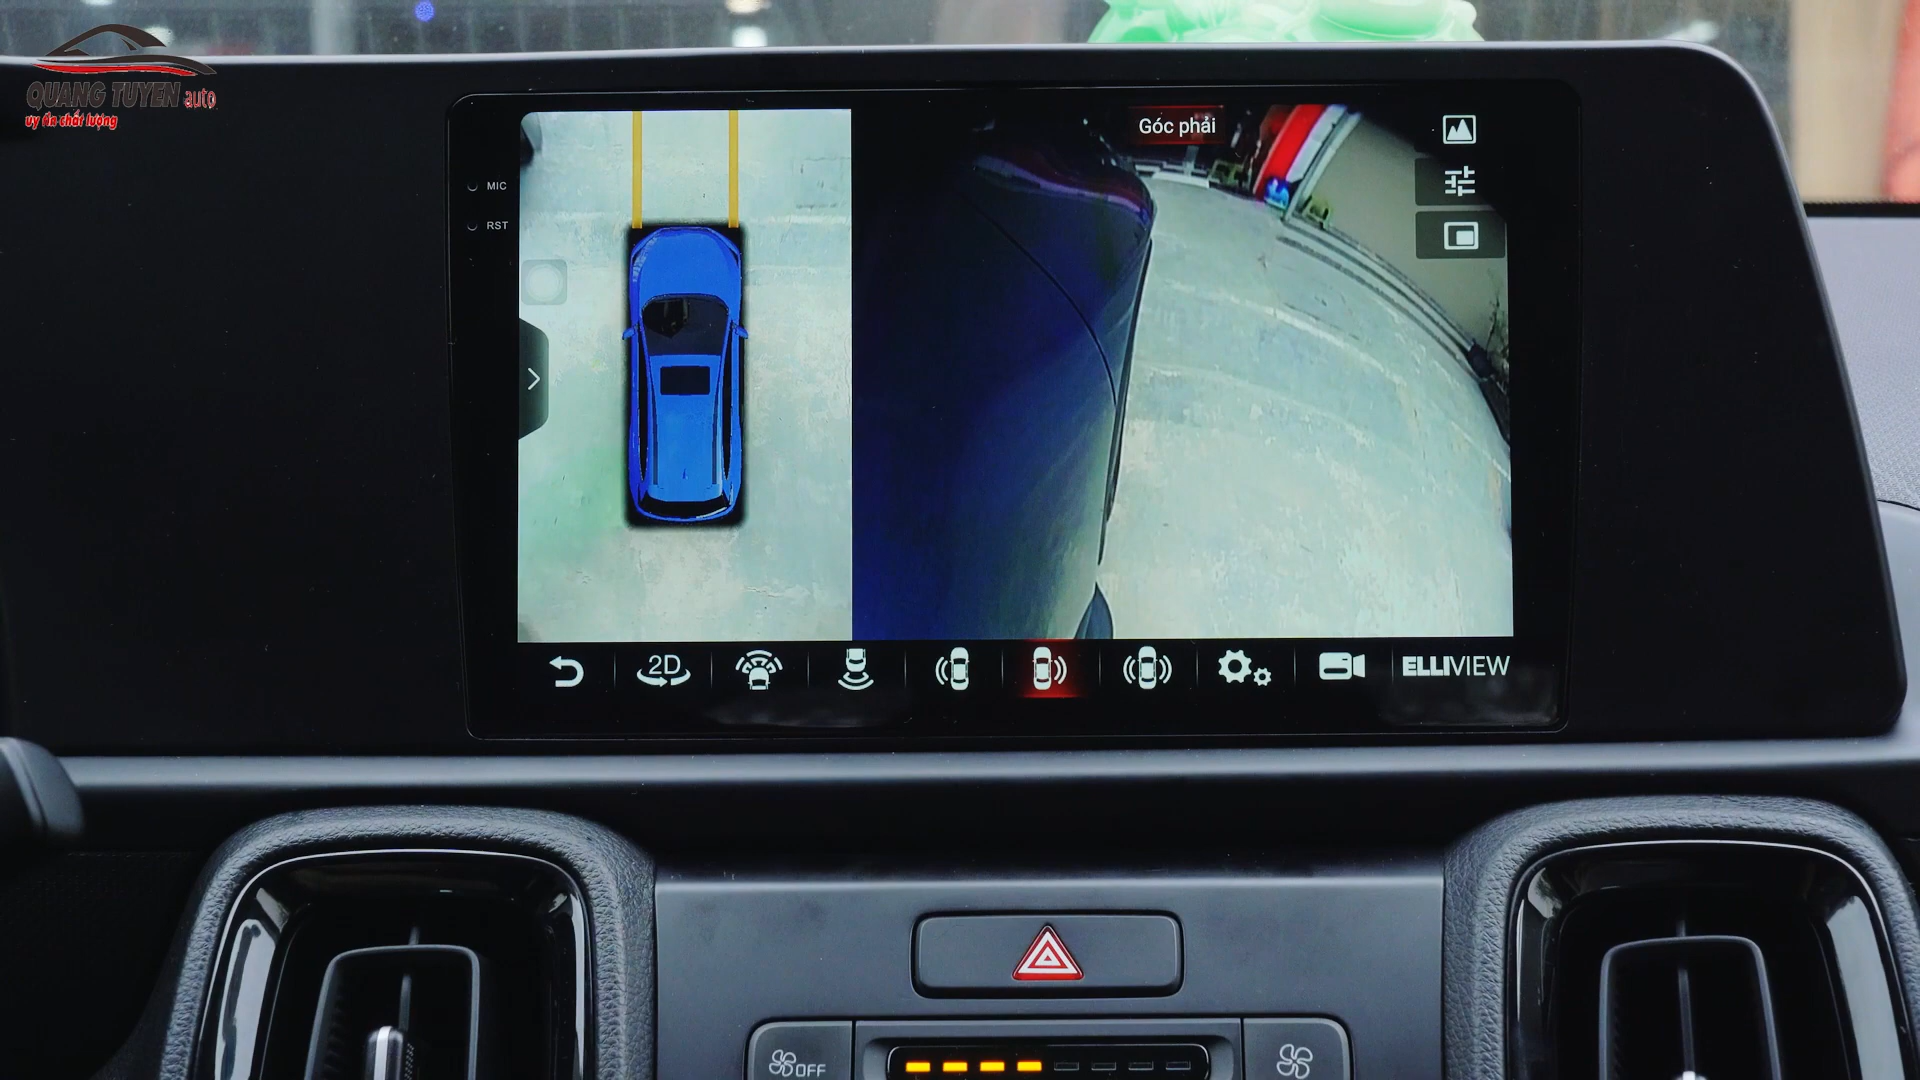 QUANG TUYEN auto
uy tín chất lượng
Góc phải
MIC
RST
2D
ELLIVIEW
OFF